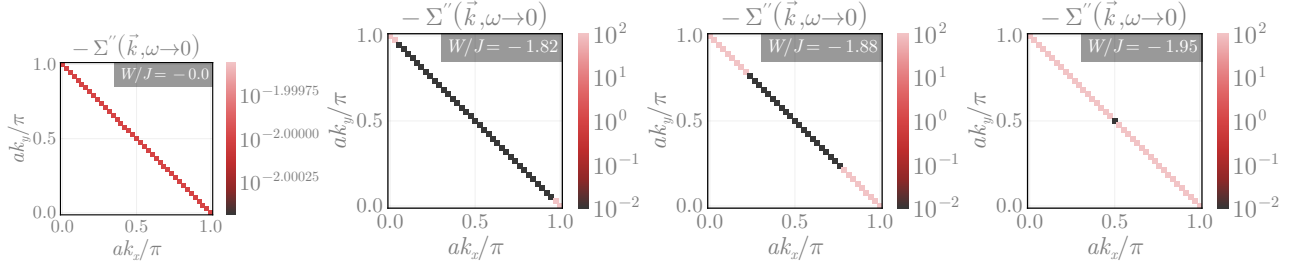 − Σ′′(k⃗,ω→0)
W/J = −0.0
1.0
0.5
0.0
ak_y/π
0.0 0.5 1.0
ak_x/π
10^−1.99975
10^−2.00000
10^−2.00025
− Σ′′(k⃗,ω→0)
W/J = −1.82
1.0
0.5
0.0
ak_y/π
0.0 0.5 1.0
ak_x/π
10^2
10^1
10^0
10^−1
10^−2
− Σ′′(k⃗,ω→0)
W/J = −1.88
1.0
0.5
0.0
ak_y/π
0.0 0.5 1.0
ak_x/π
10^2
10^1
10^0
10^−1
10^−2
− Σ′′(k⃗,ω→0)
W/J = −1.95
1.0
0.5
0.0
ak_y/π
0.0 0.5 1.0
ak_x/π
10^2
10^1
10^0
10^−1
10^−2